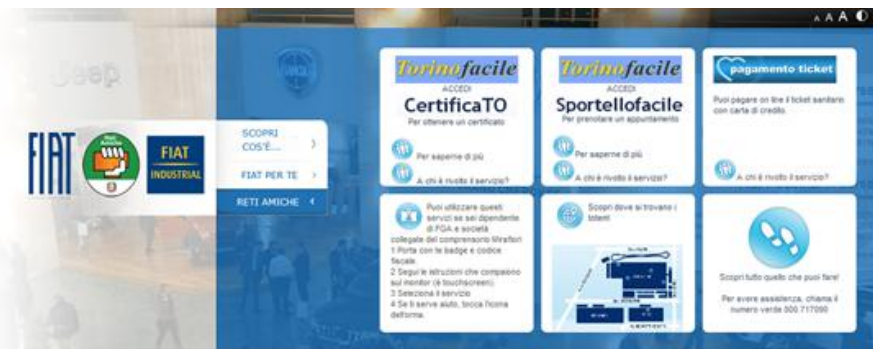 A A A
Jeep
FIAT
Reti
Amiche
FIAT
INDUSTRIAL
SCOPRI
COS'È...
FIAT PER TE
RETI AMICHE
Torinofacile
ACCEDI
CertificaTO
Per ottenere un certificato
Per saperne di più
A chi è rivolto il servizio?
Torinofacile
ACCEDI
Sportellofacile
Per prenotare un appuntamento
Per saperne di più
A chi è rivolto il servizio?
pagamento ticket
Puoi pagare on line il ticket sanitario
con carta di credito.
A chi è rivolto il servizio?
Puoi utilizzare questi
servizi se sei dipendente
di FGA e società
collegate del comprensorio Mirafiori
1 Porta con te badge e codice
fiscale.
2 Segui le istruzioni che compaiono
sul monitor (è touchscreen).
3 Seleziona il servizio
4 Se ti serve aiuto, tocca l'icona
dell'orma.
Scopri dove si trovano i
totem!
Scopri tutto quello che puoi fare!
Per avere assistenza, chiama il
numero verde 800.717090